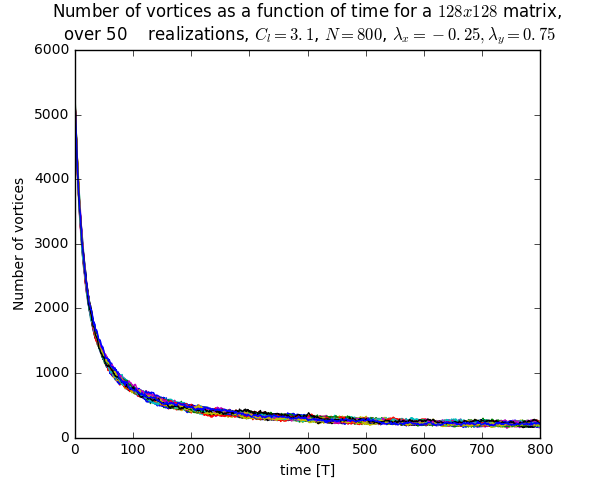 Number of vortices as a function of time for a 128x128 matrix,
over 50 realizations, C_l = 3.1, N = 800, λ_x = −0.25, λ_y = 0.75
6000
5000
4000
3000
2000
1000
0
Number of vortices
0 100 200 300 400 500 600 700 800
time [T]